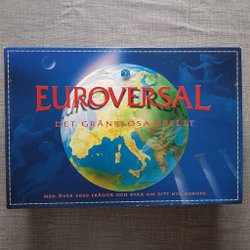 EUROVERSAL
DET GRÄNSLÖSA SPELET
MED ÖVER 2000 FRÅGOR OCH SVAR OM DITT NYA EUROPA